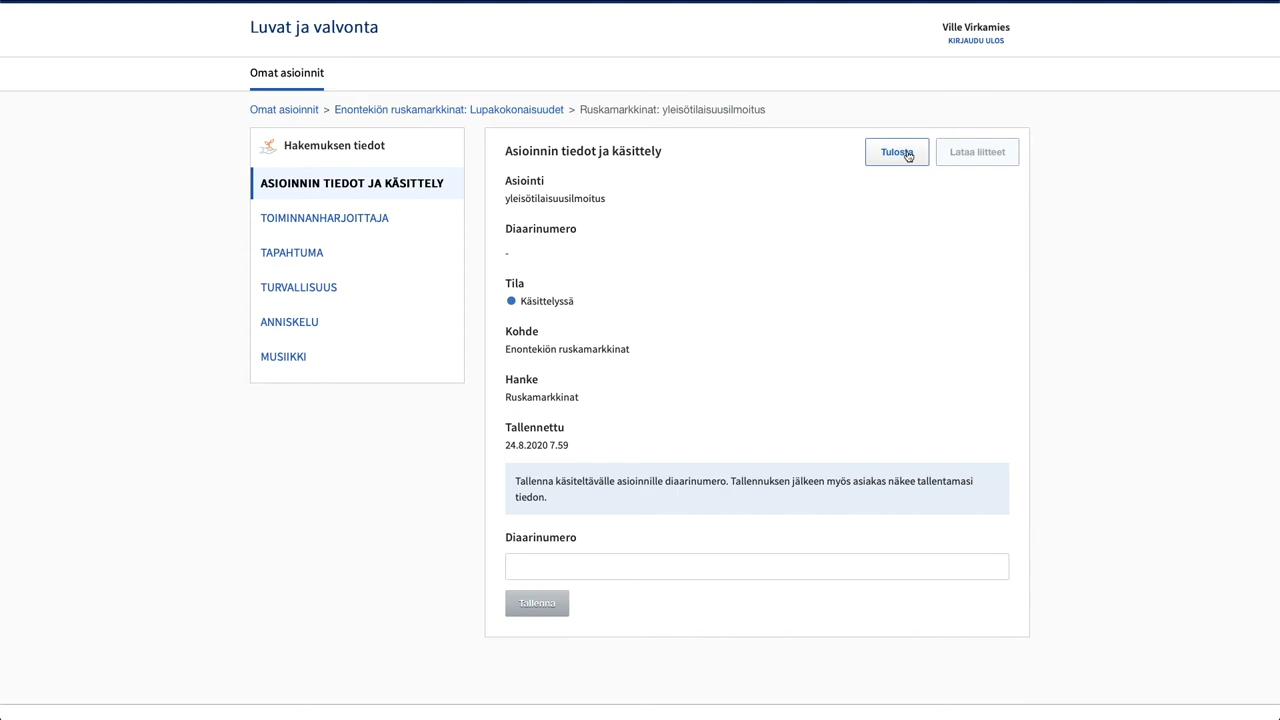 Luvat ja valvonta
Ville Virkamies
KIRJAUDU ULOS
Omat asioinnit
Omat asioinnit > Enontekiön ruskamarkkinat: Lupakokonaisuudet > Ruskamarkkinat: yleisötilaisuusilmoitus
Hakemuksen tiedot
ASIOINNIN TIEDOT JA KÄSITTELY
TOIMINNANHARJOITTAJA
TAPAHTUMA
TURVALLISUUS
ANNISKELU
MUSIIKKI
Asioinnin tiedot ja käsittely
Tulosta
Lataa liitteet
Asiointi
yleisötilaisuusilmoitus
Diaarinumero
-
Tila
Käsittelyssä
Kohde
Enontekiön ruskamarkkinat
Hanke
Ruskamarkkinat
Tallennettu
24.8.2020 7.59
Tallenna käsiteltävälle asioinnille diaarinumero. Tallennuksen jälkeen myös asiakas näkee tallentamasi
tiedon.
Diaarinumero
Tallenna